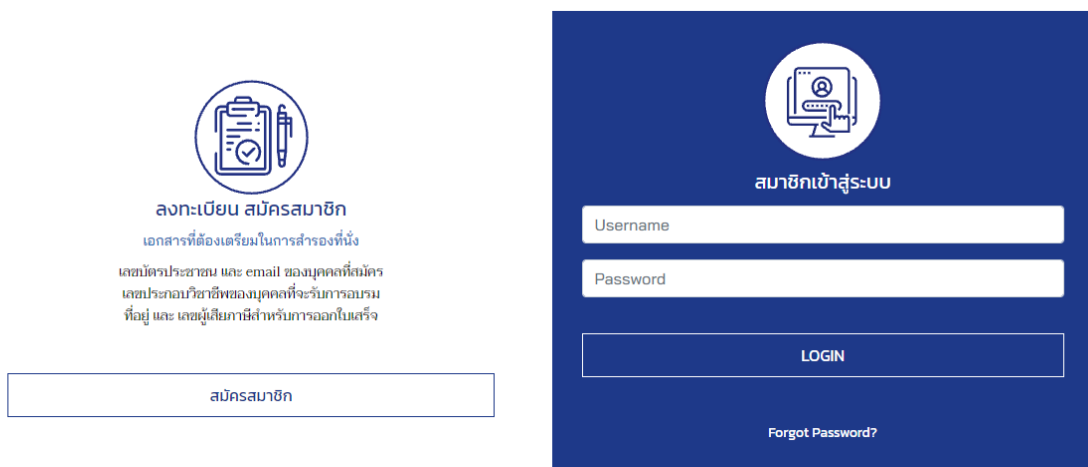 ลงทะเบียน สมัครสมาชิก
เอกสารที่ต้องเตรียมในการสำรองที่นั่ง
เลขบัตรประชาชน และ email ของบุคคลที่สมัคร
เลขประกอบวิชาชีพของบุคคลที่จะรับการอบรม
ที่อยู่ และ เลขผู้เสียภาษีสำหรับการออกใบเสร็จ
สมัครสมาชิก
สมาชิกเข้าสู่ระบบ
Username
Password
LOGIN
Forgot Password?